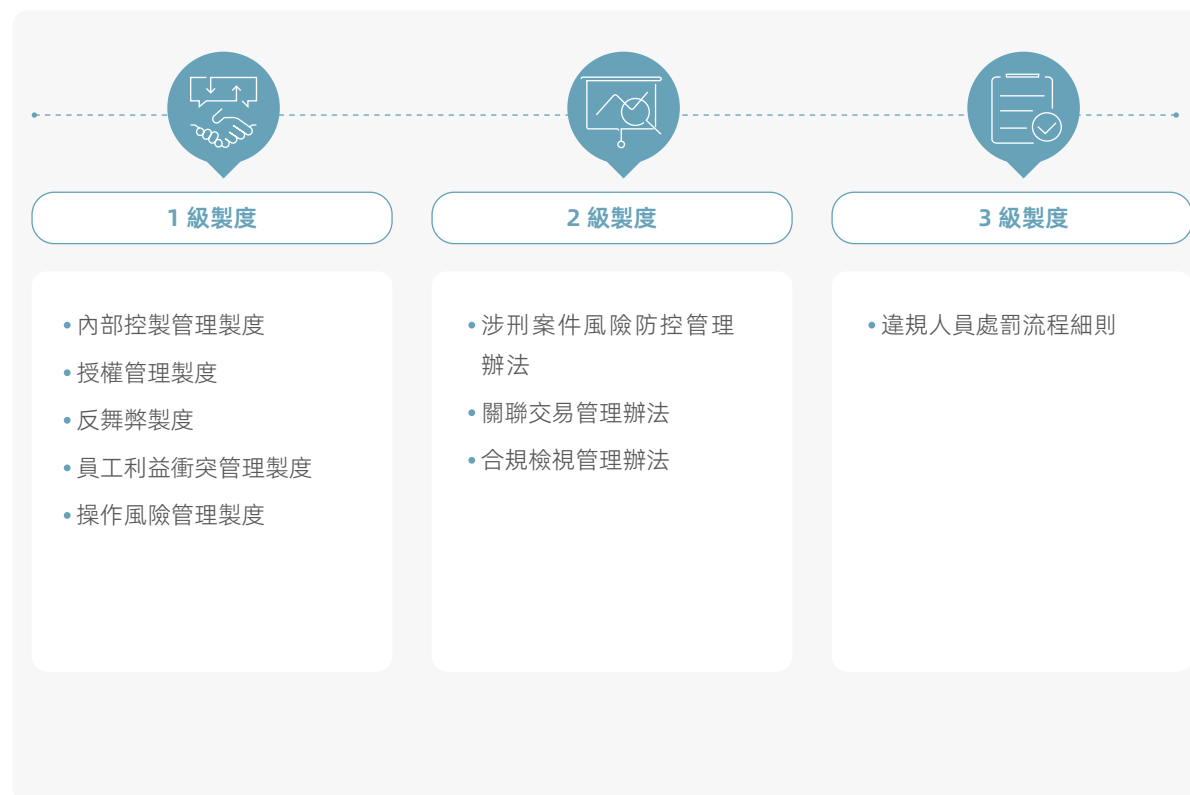 1 級製度
• 內部控製管理製度
• 授權管理製度
• 反舞弊製度
• 員工利益衝突管理製度
• 操作風險管理製度
2 級製度
• 涉刑案件風險防控管理
辦法
• 關聯交易管理辦法
• 合規檢視管理辦法
3 級製度
• 違規人員處罰流程細則